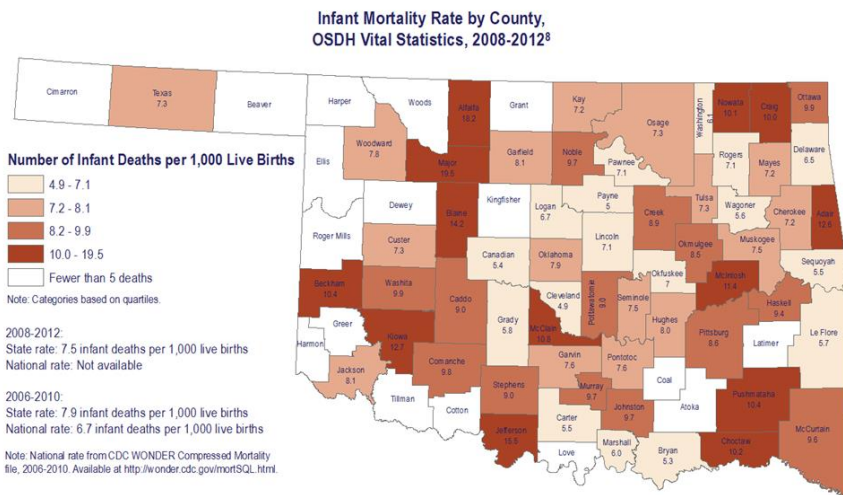 Infant Mortality Rate by County,
OSDH Vital Statistics, 2008-2012⁸
Cimarron
Texas
7.3
Beaver
Harper
Woods
Alfalfa
16.2
Grant
Kay
7.2
Osage
7.3
Washington
6.1
Nowata
10.1
Craig
10.0
Ottawa
9.9
Ellis
Woodward
7.8
Major
19.5
Garfield
8.1
Noble
9.7
Pawnee
7.1
Rogers
7.1
Mayes
7.2
Delaware
6.5
Number of Infant Deaths per 1,000 Live Births
4.9 - 7.1
7.2 - 8.1
8.2 - 9.9
10.0 - 19.5
Fewer than 5 deaths
Note: Categories based on quartiles.
Roger Mills
Dewey
Blaine
14.2
Kingfisher
Logan
6.7
Payne
5
Creek
8.9
Tulsa
7.3
Wagoner
5.6
Cherokee
7.2
Adair
12.6
Custer
7.3
Canadian
5.4
Oklahoma
7.9
Lincoln
7.1
Okmulgee
8.5
Muskogee
7.5
Sequoyah
5.5
Beckham
10.4
Washita
9.9
Caddo
9.0
Grady
5.8
Cleveland
4.9
McClain
Pottawatomie
9.0
Seminole
7.5
Okfuskee
7
McIntosh
11.4
Haskell
9.4
Hughes
8.0
Pittsburg
8.6
Latimer
Le Flore
5.7
Greer
Harmon
Kiowa
12.7
Jackson
8.1
Comanche
9.8
Tillman
Cotton
Stephens
9.0
Garvin
7.6
Pontotoc
7.6
Murray
9.7
Johnston
9.7
Coal
Atoka
Pushmataha
10.4
McCurtain
9.6
Jefferson
15.6
Carter
5.5
Love
Marshall
6.0
Bryan
5.3
Choctaw
10.2
2008-2012:
State rate: 7.5 infant deaths per 1,000 live births
National rate: Not available
2006-2010:
State rate: 7.9 infant deaths per 1,000 live births
National rate: 6.7 infant deaths per 1,000 live births
Note: National rate from CDC WONDER Compressed Mortality
file, 2006-2010. Available at http://wonder.cdc.gov/mortSQL.html.